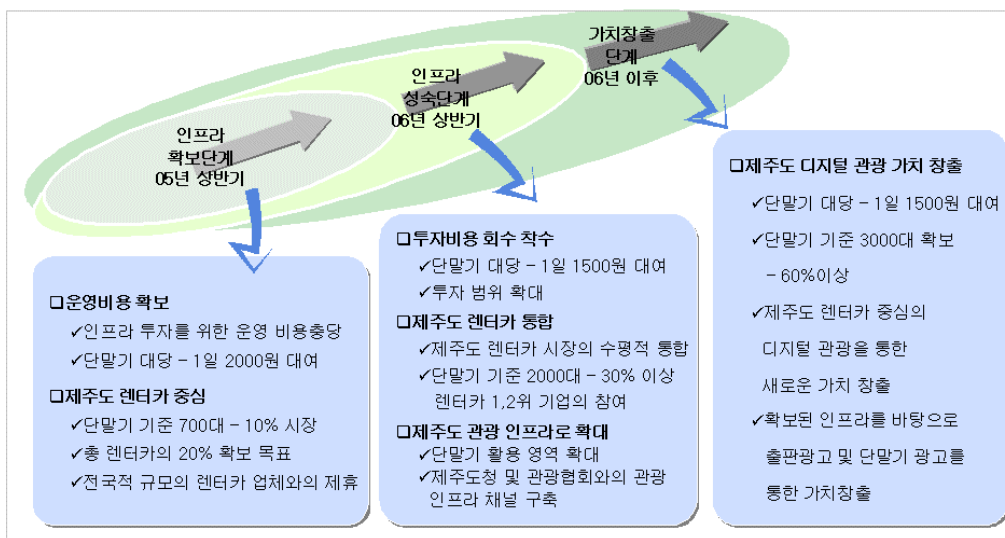 인프라
확보단계
05년 상반기
인프라
성숙단계
06년 상반기
가치창출
단계
06년 이후
❑운영비용 확보
✓인프라 투자를 위한 운영 비용충당
✓단말기 대당 – 1일 2000원 대여
❑제주도 렌터카 중심
✓단말기 기준 700대 – 10% 시장
✓총 렌터카의 20% 확보 목표
✓전국적 규모의 렌터카 업체와의 제휴
❑투자비용 회수 착수
✓단말기 대당 – 1일 1500원 대여
✓투자 범위 확대
❑제주도 렌터카 통합
✓제주도 렌터카 시장의 수평적 통합
✓단말기 기준 2000대 – 30% 이상
렌터카 1,2위 기업의 참여
❑제주도 관광 인프라로 확대
✓단말기 활용 영역 확대
✓제주도청 및 관광협회와의 관광
인프라 채널 구축
❑제주도 디지털 관광 가치 창출
✓단말기 대당 – 1일 1500원 대여
✓단말기 기준 3000대 확보
– 60%이상
✓제주도 렌터카 중심의
디지털 관광을 통한
새로운 가치 창출
✓확보된 인프라를 바탕으로
출판광고 및 단말기 광고를
통한 가치창출